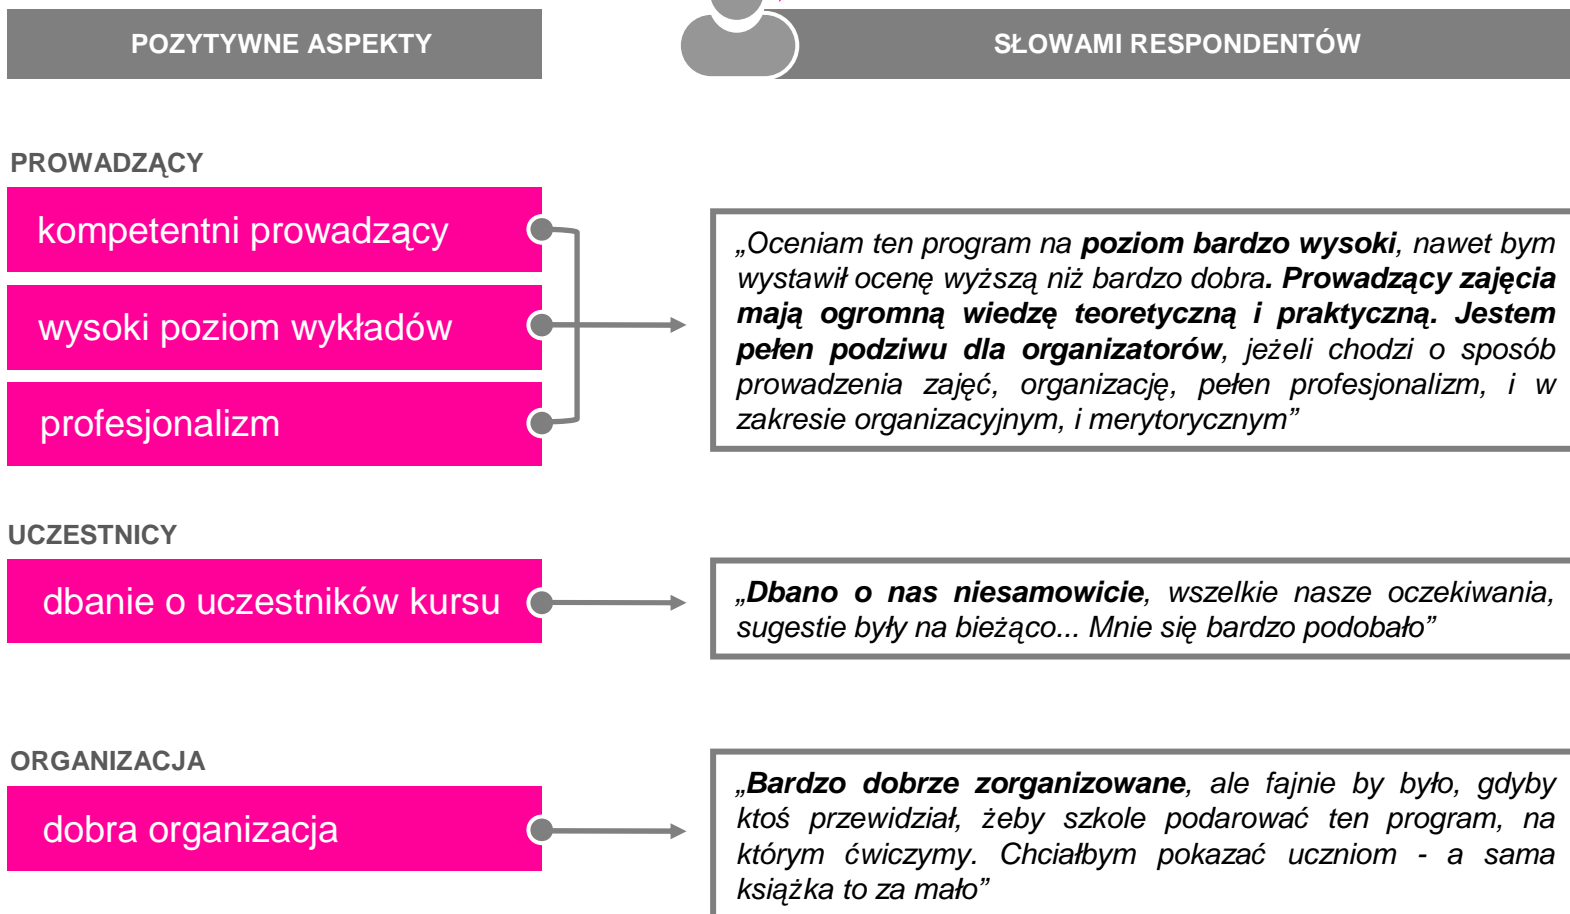 POZYTYWNE ASPEKTY
SŁOWAMI RESPONDENTÓW
PROWADZĄCY
kompetentni prowadzący
wysoki poziom wykładów
profesjonalizm
„Oceniam ten program na poziom bardzo wysoki, nawet bym
wystawił ocenę wyższą niż bardzo dobra. Prowadzący zajęcia
mają ogromną wiedzę teoretyczną i praktyczną. Jestem
pełen podziwu dla organizatorów, jeżeli chodzi o sposób
prowadzenia zajęć, organizację, pełen profesjonalizm, i w
zakresie organizacyjnym, i merytorycznym”
UCZESTNICY
dbanie o uczestników kursu
„Dbano o nas niesamowicie, wszelkie nasze oczekiwania,
sugestie były na bieżąco... Mnie się bardzo podobało”
ORGANIZACJA
dobra organizacja
„Bardzo dobrze zorganizowane, ale fajnie by było, gdyby
ktoś przewidział, żeby szkole podarować ten program, na
którym ćwiczymy. Chciałbym pokazać uczniom - a sama
książka to za mało”